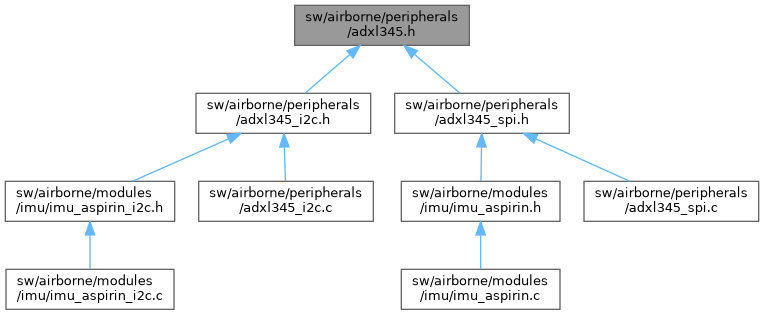 sw/airborne/peripherals
/adxl345.h
sw/airborne/peripherals
/adxl345_i2c.h
sw/airborne/peripherals
/adxl345_spi.h
sw/airborne/modules
/imu/imu_aspirin_i2c.h
sw/airborne/peripherals
/adxl345_i2c.c
sw/airborne/modules
/imu/imu_aspirin.h
sw/airborne/peripherals
/adxl345_spi.c
sw/airborne/modules
/imu/imu_aspirin_i2c.c
sw/airborne/modules
/imu/imu_aspirin.c